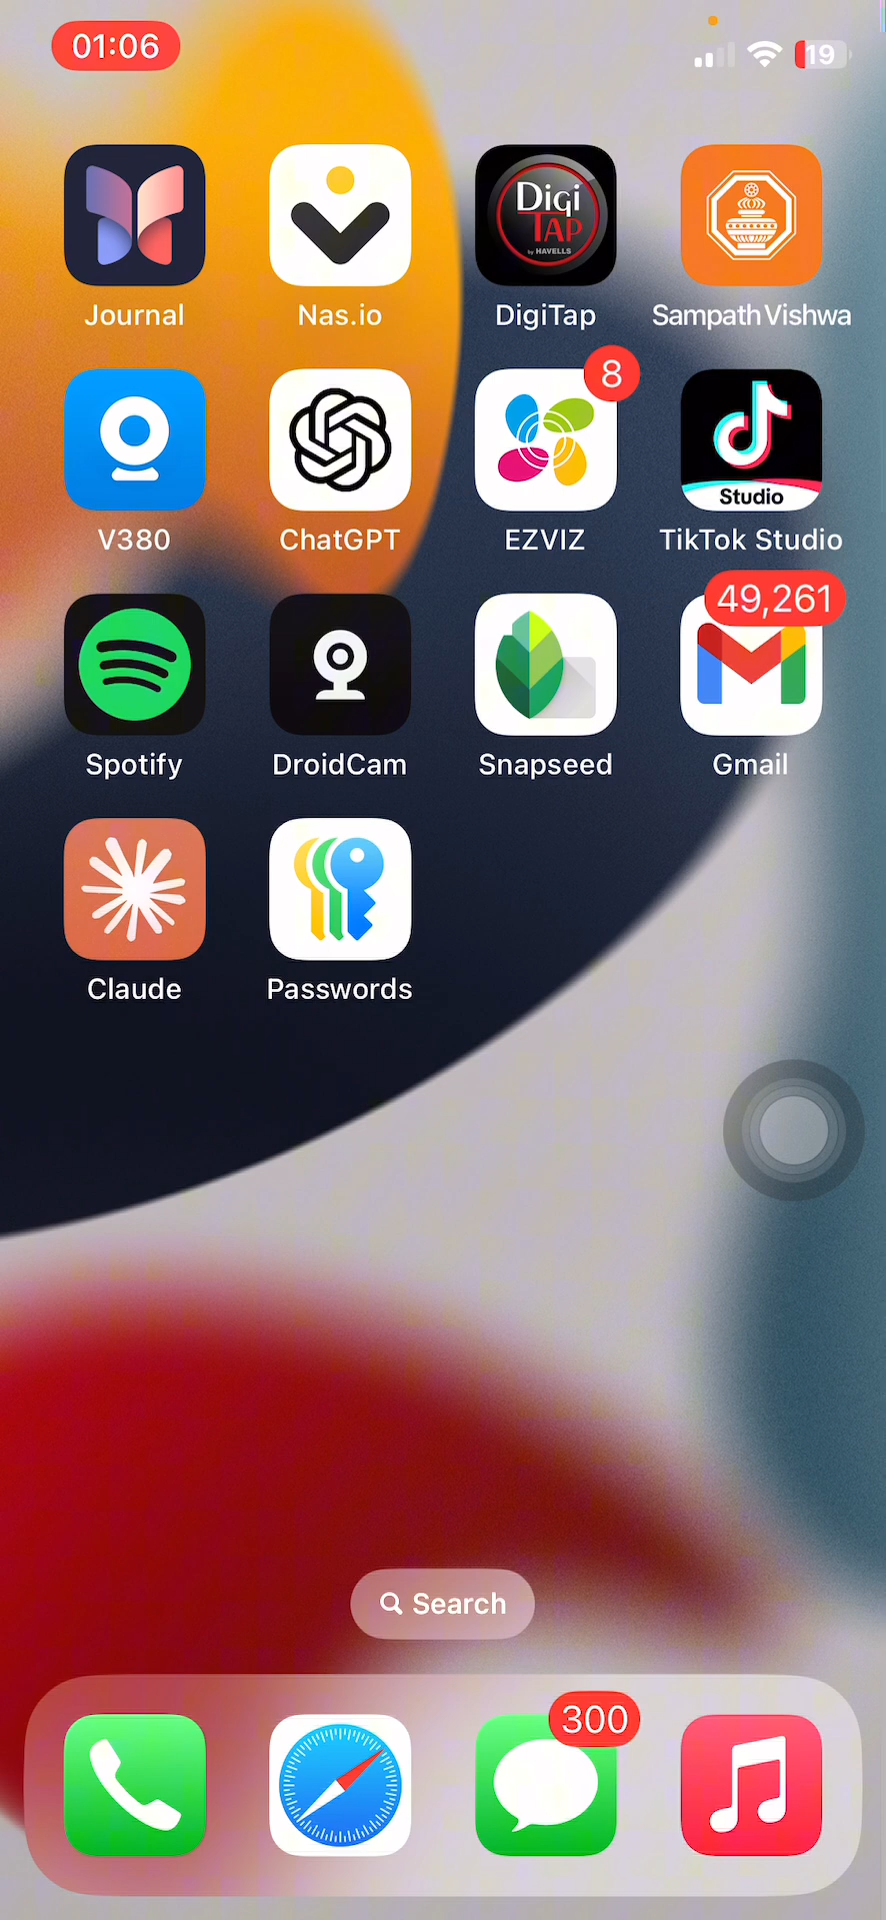 01:06
19
Digi
TAP
by HAVELLS
Journal
Nas.io
DigiTap
Sampath Vishwa
8
Studio
V380
ChatGPT
EZVIZ
TikTok Studio
49,261
Spotify
DroidCam
Snapseed
Gmail
Claude
Passwords
Search
300